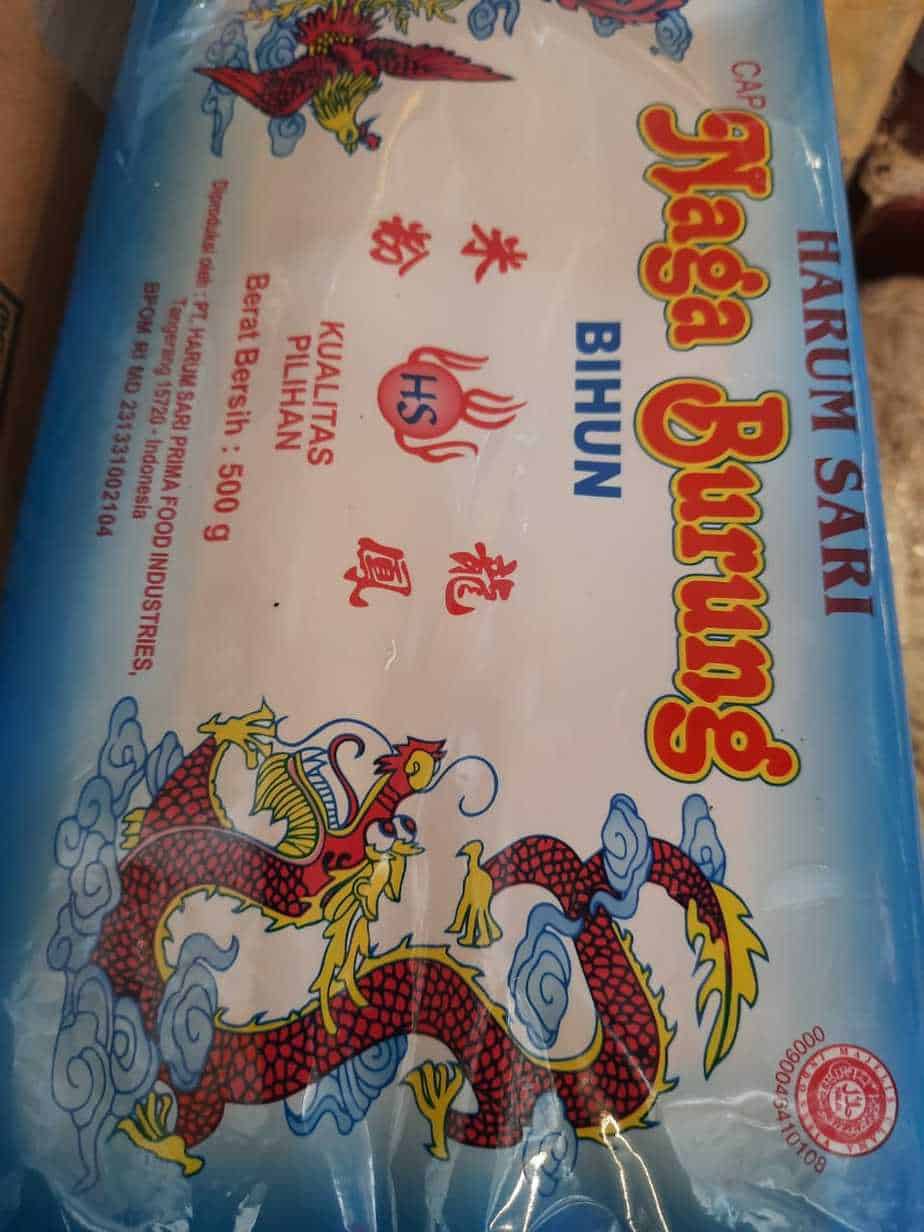 HARUM SARI
CAP
Naga Burung
BIHUN
米 龍
粉 鳳
HS
KUALITAS
PILIHAN
Berat Bersih : 500 g
Diproduksi oleh : PT. HARUM SARI PRIMA FOOD INDUSTRIES,
Tangerang 15720 - Indonesia
BPOM RI MD 231331002104